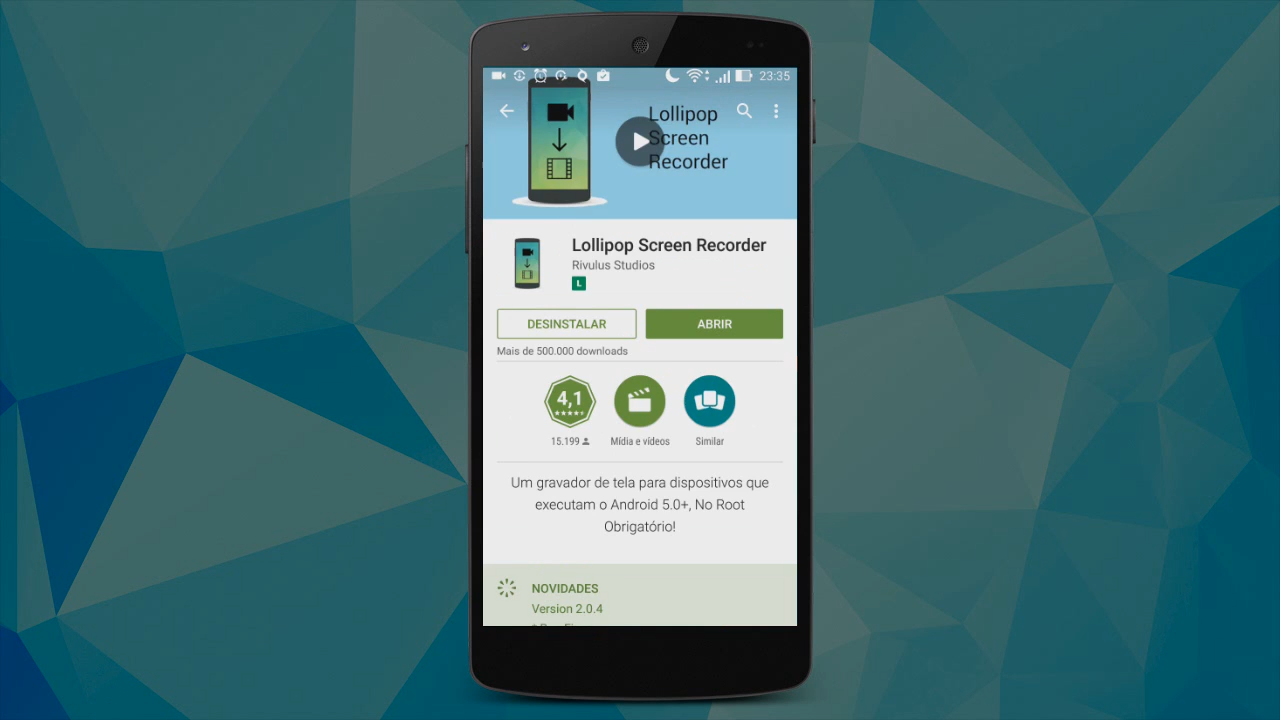 23:35
Lollipop
Screen
Recorder
Lollipop Screen Recorder
Rivulus Studios
L
DESINSTALAR
ABRIR
Mais de 500.000 downloads
4,1
15.199
Mídia e vídeos
Similar
Um gravador de tela para dispositivos que
executam o Android 5.0+, No Root
Obrigatório!
NOVIDADES
Version 2.0.4